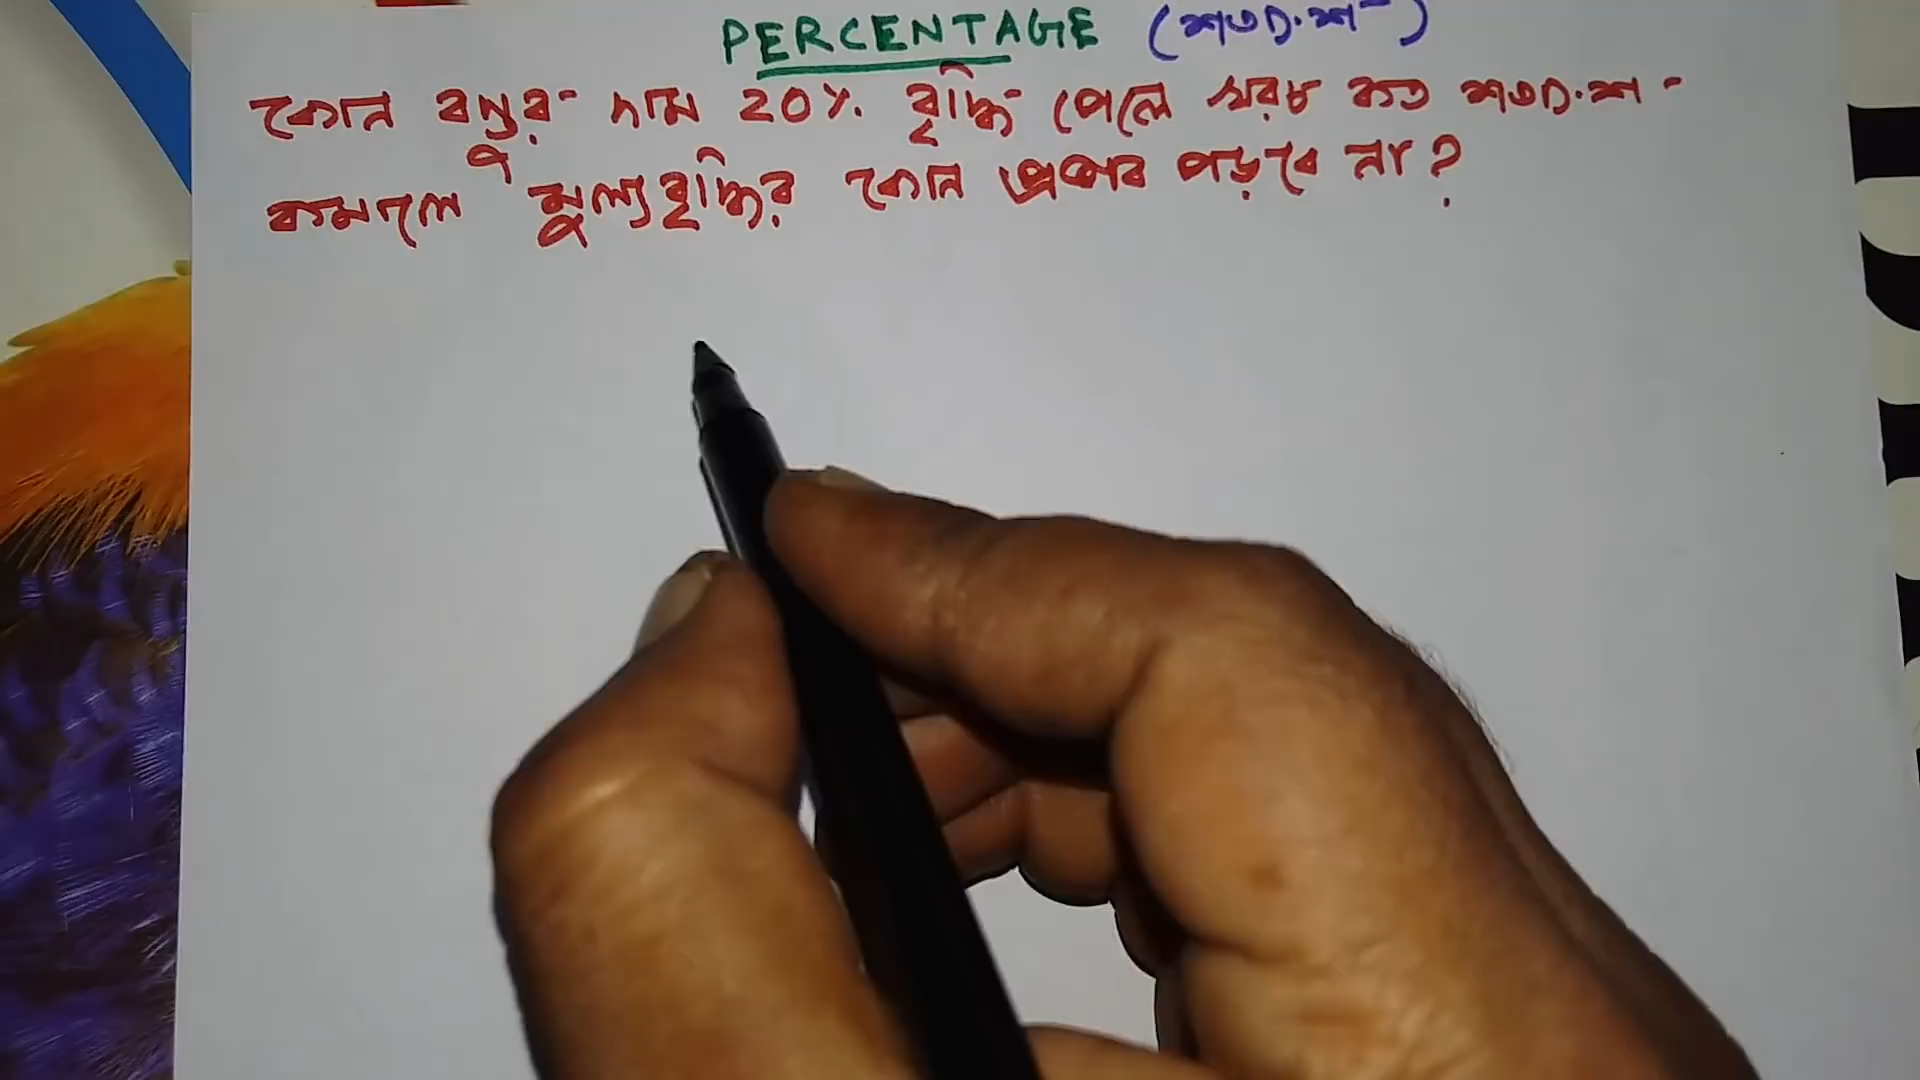 PERCENTAGE (শতাংশ)
কোন বস্তুর দাম 20% বৃদ্ধি পেলে খরচ কত শতাংশ
কমালে মুল্যবৃদ্ধির কোন প্রভাব পড়বে না?